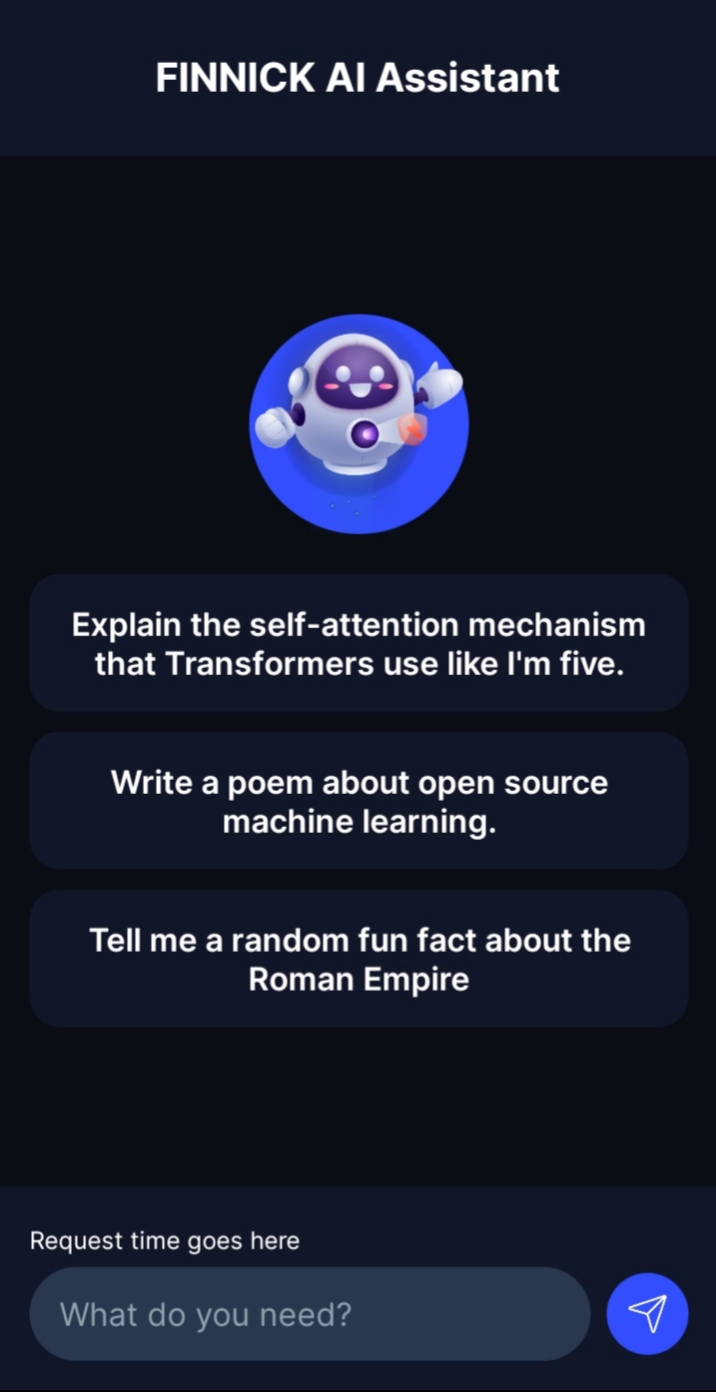 FINNICK AI Assistant
Explain the self-attention mechanism
that Transformers use like I'm five.
Write a poem about open source
machine learning.
Tell me a random fun fact about the
Roman Empire
Request time goes here
What do you need?